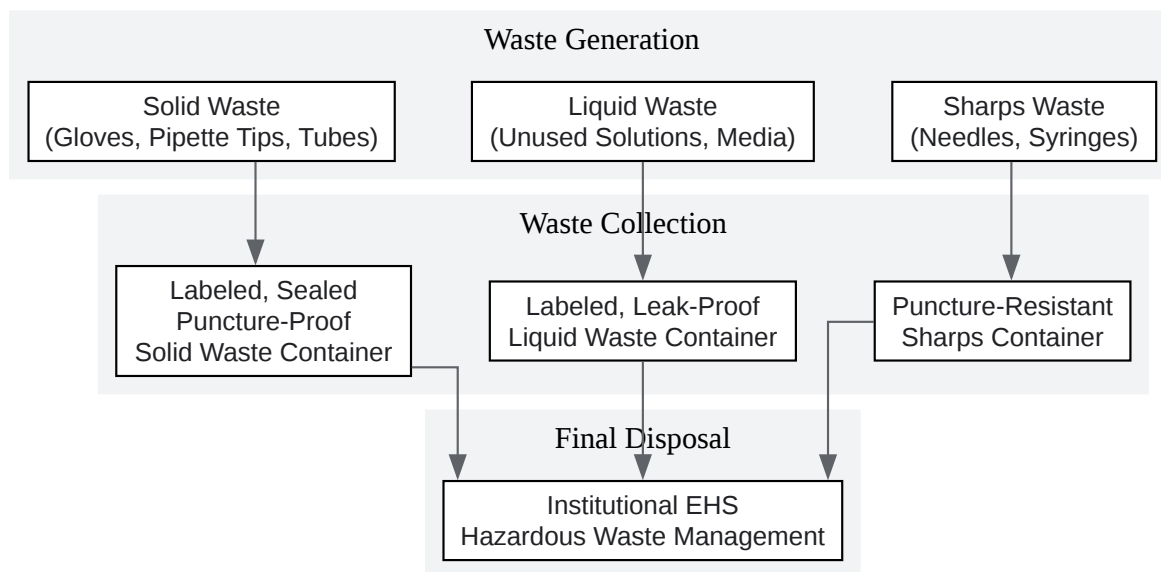 Waste Generation
Solid Waste
(Gloves, Pipette Tips, Tubes)
Liquid Waste
(Unused Solutions, Media)
Sharps Waste
(Needles, Syringes)
Waste Collection
Labeled, Sealed
Puncture-Proof
Solid Waste Container
Labeled, Leak-Proof
Liquid Waste Container
Puncture-Resistant
Sharps Container
Final Disposal
Institutional EHS
Hazardous Waste Management